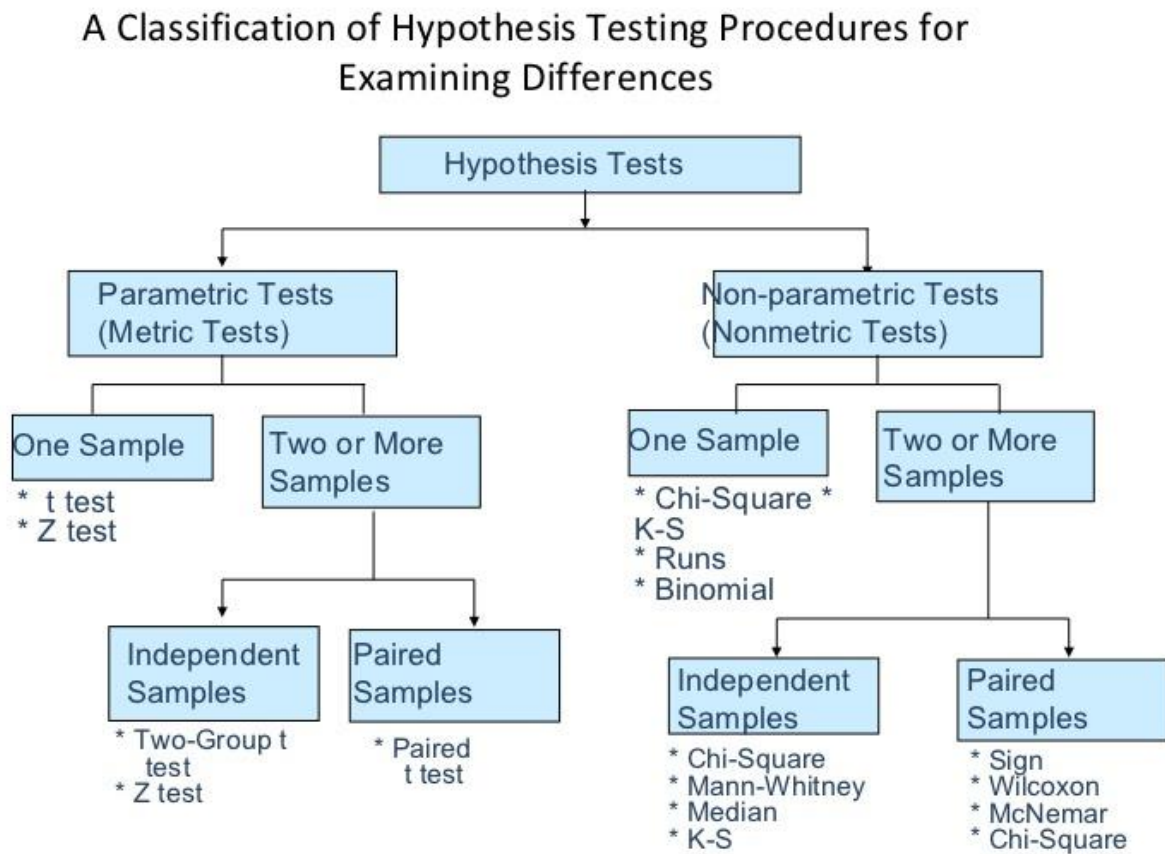 A Classification of Hypothesis Testing Procedures for
Examining Differences
Hypothesis Tests
Parametric Tests
(Metric Tests)
Non-parametric Tests
(Nonmetric Tests)
One Sample
* t test
* Z test
Two or More
Samples
One Sample
* Chi-Square *
K-S
* Runs
* Binomial
Two or More
Samples
Independent
Samples
* Two-Group t
test
* Z test
Paired
Samples
* Paired
t test
Independent
Samples
* Chi-Square
* Mann-Whitney
* Median
* K-S
Paired
Samples
* Sign
* Wilcoxon
* McNemar
* Chi-Square